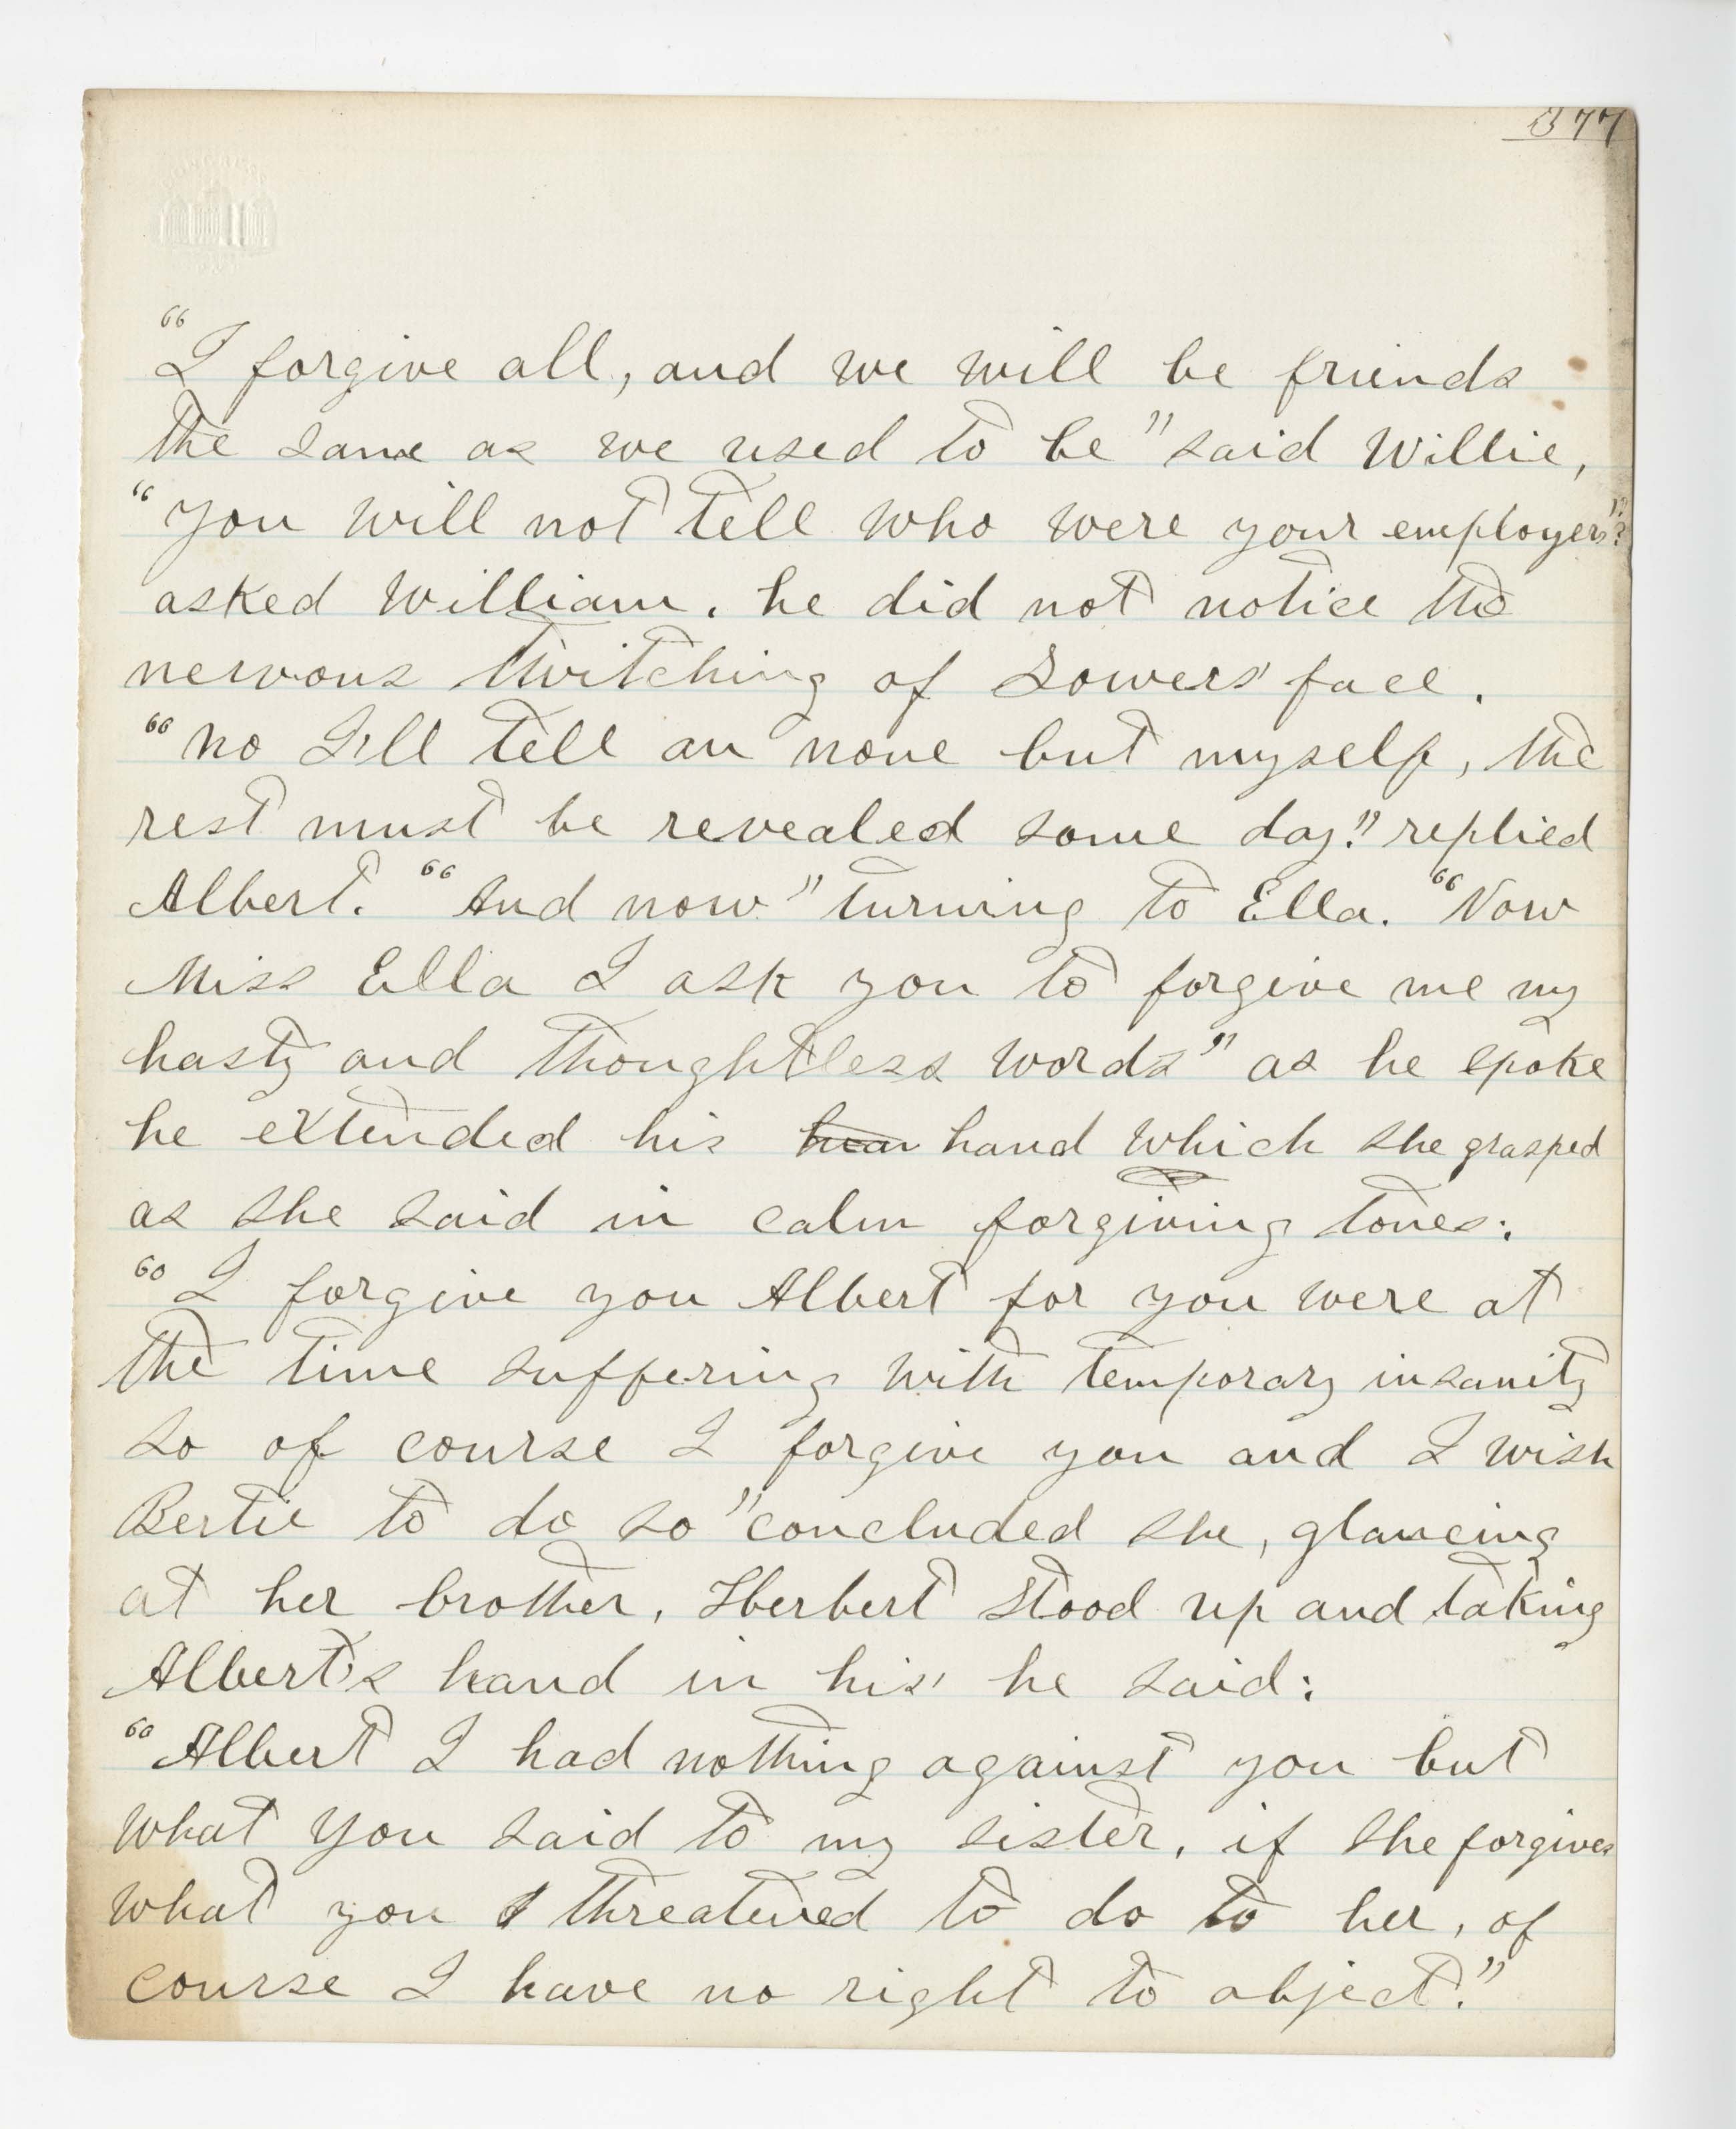 377
"I forgive all, and we will be friends
the same as we used to be" said Willie,
"you will not tell who were your employers"?
asked William. he did not notice the
nervous twitching of Sowers' face.
"no I'll tell on none but myself, the
rest must be revealed some day." replied
Albert. "And now" turning to Ella. "Now
Miss Ella I ask you to forgive me my
hasty and thoughtless words" as he spoke
he extended his hand which she grasped
as she said in calm forgiving tones:
"I forgive you Albert for you were at
the time suffering with temporary insanity
so of course I forgive you and I wish
Bertie to do so" concluded she, glancing
at her brother, Herbert stood up and taking
Albert's hand in his' he said:
"Albert I had nothing against you but
what you said to my sister, if she forgives
what you threatened to do to her, of
course I have no right to object."